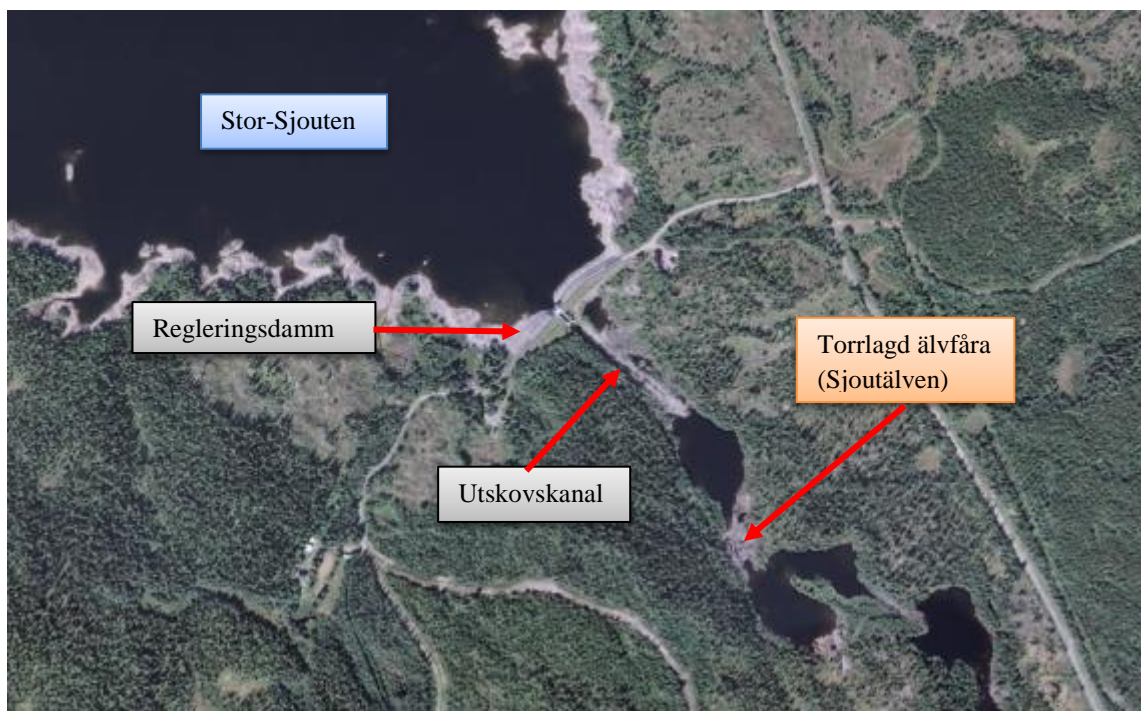 Stor-Sjouten
Regleringsdamm
Torrlagd älvfåra
(Sjoutälven)
Utskovskanal